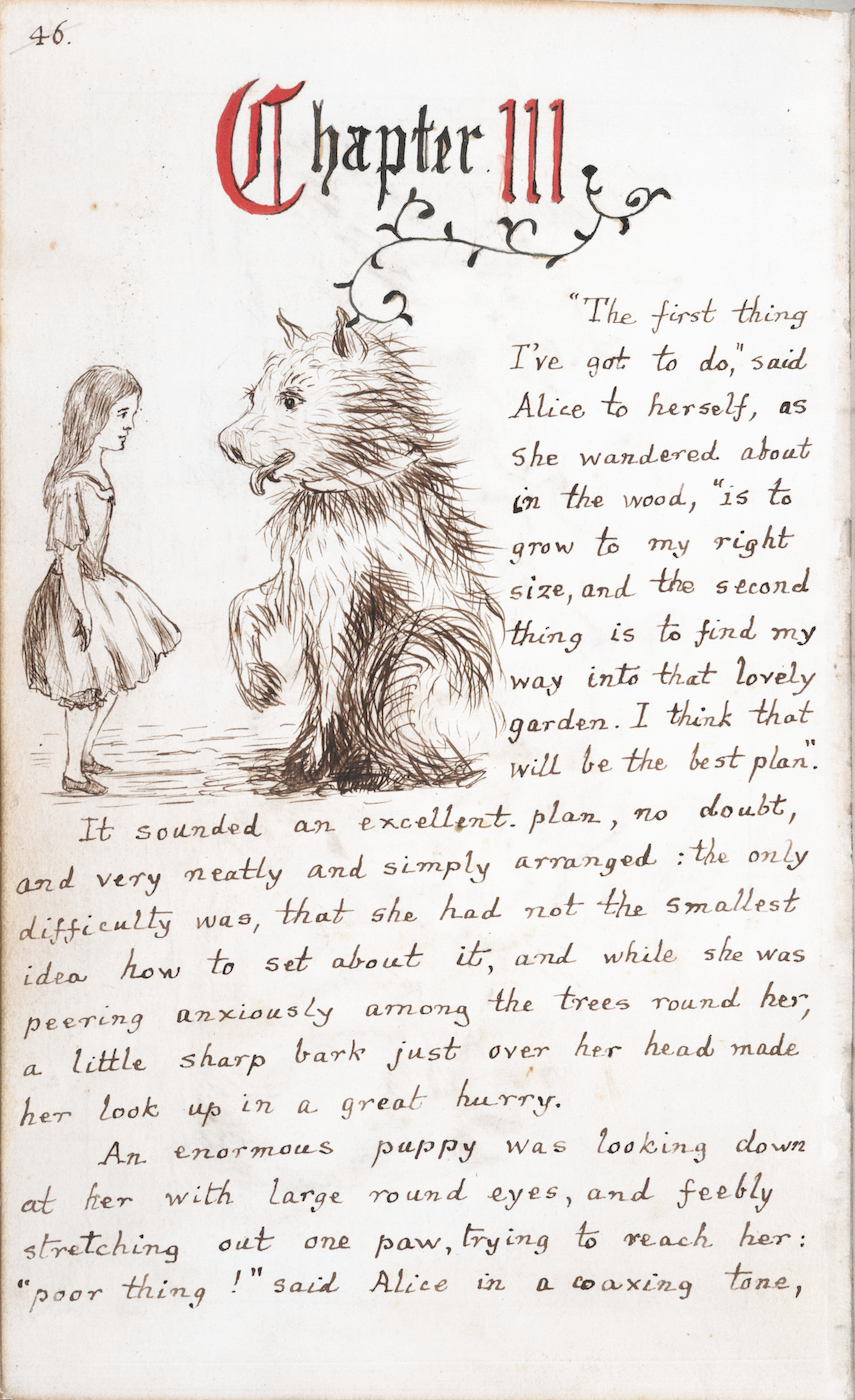 46.
Chapter III
"The first thing
I've got to do," said
Alice to herself, as
she wandered about
in the wood, "is to
grow to my right
size, and the second
thing is to find my
way into that lovely
garden. I think that
will be the best plan".
It sounded an excellent plan, no doubt,
and very neatly and simply arranged : the only
difficulty was, that she had not the smallest
idea how to set about it, and while she was
peering anxiously among the trees round her,
a little sharp bark just over her head made
her look up in a great hurry.
An enormous puppy was looking down
at her with large round eyes, and feebly
stretching out one paw, trying to reach her :
"poor thing !" said Alice in a coaxing tone,